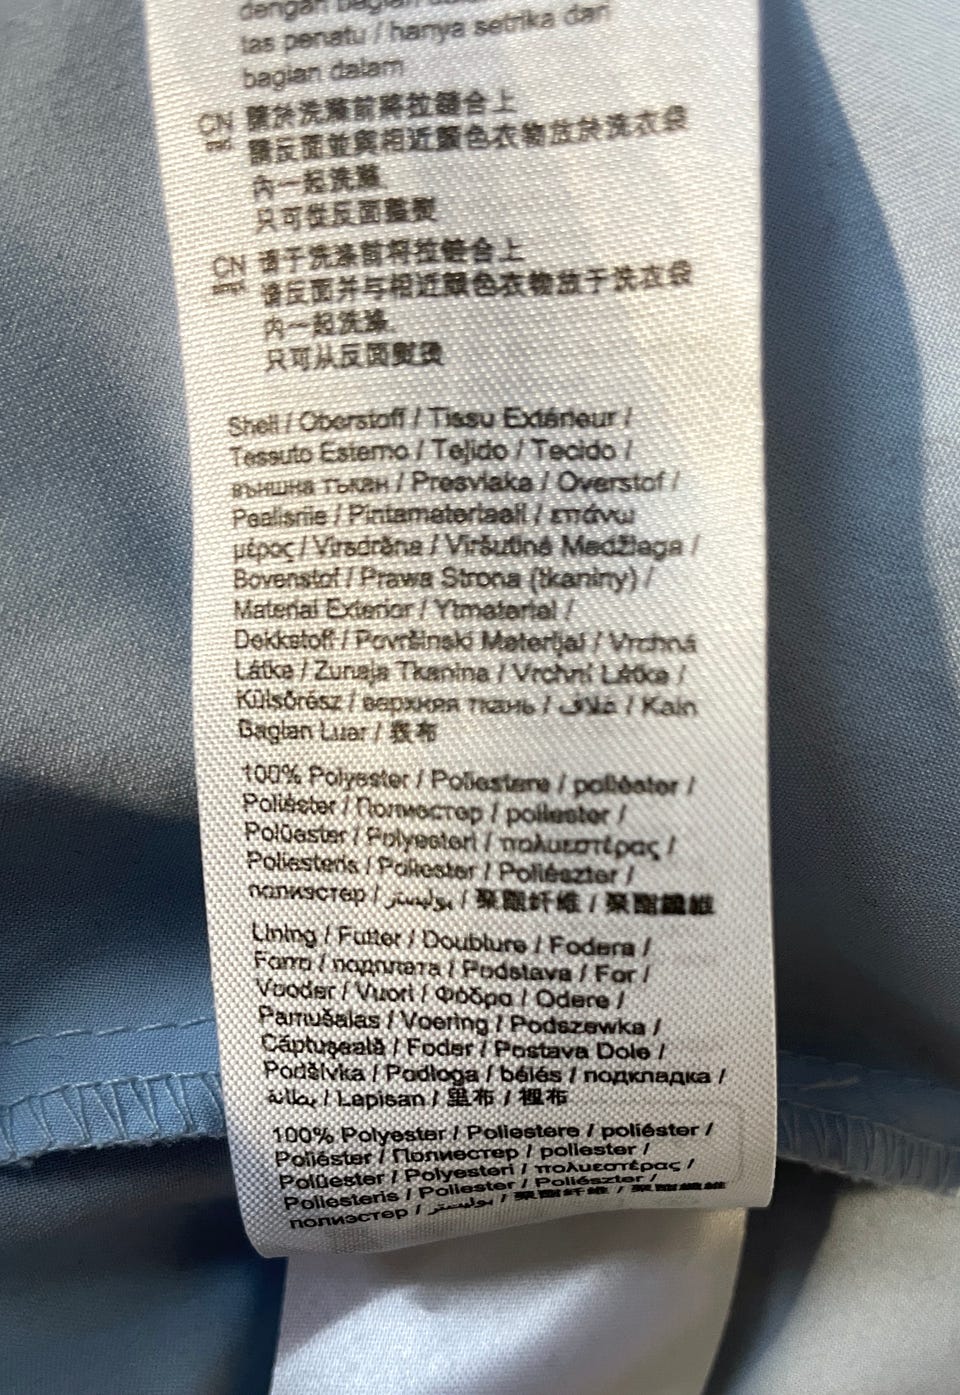 dengan bagian dalam
las penatu / hanya setrika dari
bagian dalam
CN 請於洗滌前將拉鏈合上
請反面並與相近顏色衣物放於洗衣袋
內一起洗滌.
只可從反面熨燙
CN 请于洗涤前将拉链合上
请反面并与相近颜色衣物放于洗衣袋
内一起洗涤.
只可从反面熨烫
Shell / Oberstoff / Tissu Extérieur /
Tessuto Esterno / Tejido / Tecido /
външна тъкан / Presvlaka / Overstof /
Pealisriie / Pintamateriaali / επάνω
μέρος / Virsdrāna / Viršutinė Medžiaga /
Bovenstof / Prawa Strona (tkaniny) /
Material Exterior / Ytmaterial /
Dekkstoff / Površinski Materijal / Vrchná
Látka / Zunaja Tkanina / Vrchní Látka /
Külsőrész / верхняя ткань / غلاف / Kain
Bagian Luar / 表布
100% Polyester / Poliestere / poliéster /
Poliéster / Полиестер / poliester /
Polüester / Polyesteri / πολυεστέρας /
Poliesteris / Poliester / Poliészter /
полиэстер / بوليستر / 聚酯纤维 / 聚酯纖維
Lining / Futter / Doublure / Fodera /
Forro / подплата / Podstava / For /
Vooder / Vuori / Φόδρα / Odere /
Pamušalas / Voering / Podszewka /
Căptuşeală / Foder / Postava Dole /
Podšívka / Podloga / bélés / подкладка /
بطانة / Lapisan / 里布 / 裡布
100% Polyester / Poliestere / poliéster /
Poliéster / Полиестер / poliester /
Polüester / Polyesteri / πολυεστέρας /
Poliesteris / Poliester / Poliészter /
полиэстер / بوليستر / 聚酯纤维 / 聚酯纖維